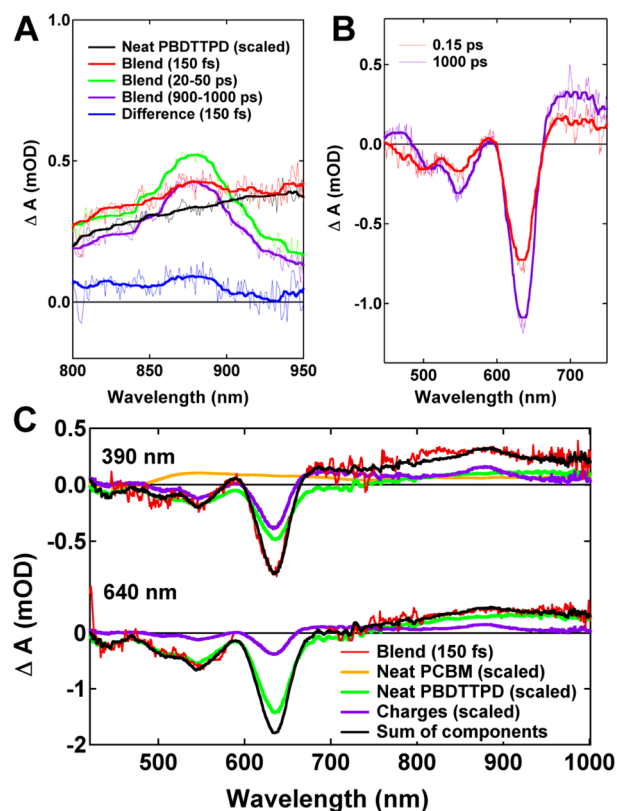 A
1.0
0.5
0.0
Δ A (mOD)
Neat PBDTTPD (scaled)
Blend (150 fs)
Blend (20-50 ps)
Blend (900-1000 ps)
Difference (150 fs)
800 850 900 950
Wavelength (nm)
B
0.5
0.0
-0.5
-1.0
Δ A (mOD)
0.15 ps
1000 ps
500 600 700
Wavelength (nm)
C
0.5
0.0
-0.5
390 nm
Δ A (mOD)
640 nm
0
-1
-2
Blend (150 fs)
Neat PCBM (scaled)
Neat PBDTTPD (scaled)
Charges (scaled)
Sum of components
500 600 700 800 900 1000
Wavelength (nm)